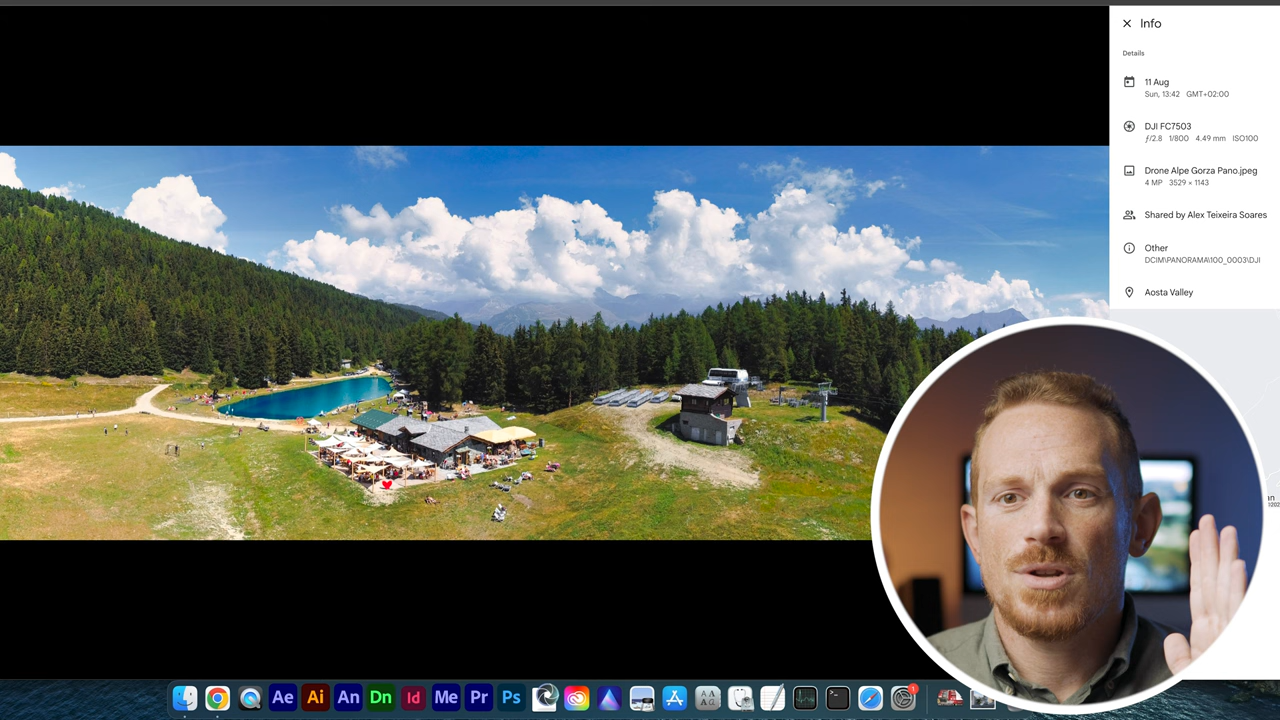 Info
Details
11 Aug
Sun, 13:42 GMT+02:00
DJI FC7503
ƒ/2.8 1/800 4.49 mm ISO100
Drone Alpe Gorza Pano.jpeg
4 MP 3529 × 1143
Shared by Alex Teixeira Soares
Other
DCIM\PANORAMA\100_0003\DJI
Aosta Valley
Ae
Ai
An
Dn
Id
Me
Pr
Ps
1